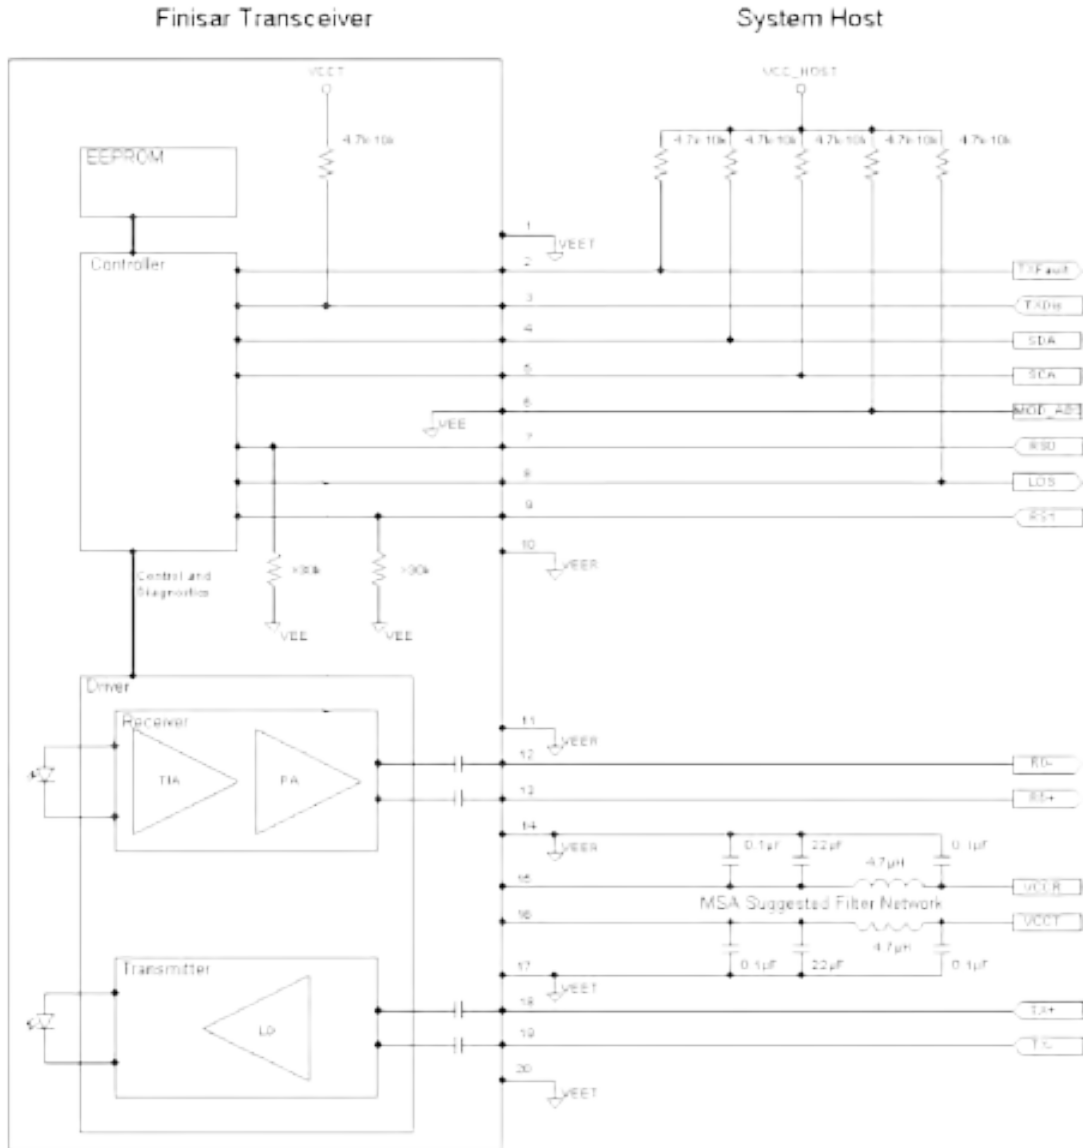 Finisar Transceiver
System Host
VCCT
VCC_HOST
4.7k-10k
4.7k-10k
4.7k-10k
4.7k-10k
4.7k-10k
4.7k-10k
EEPROM
Controller
1
VEET
2
TXFault
3
TXDis
4
SDA
5
SCA
6
VEE
MOD_ABS
7
RS0
8
LOS
9
RS1
10
VEER
>30k
>30k
Control and
Diagnostics
VEE
VEE
Driver
Receiver
TIA
PA
11
VEER
12
RD-
13
14
VEER
0.1µF
22µF
4.7µH
0.1µF
15
VCCR
MSA Suggested Filter Network
16
VCCT
4.7µH
0.1µF
22µF
0.1µF
17
VEET
Transmitter
LD
18
TX+
19
TX-
20
VEET